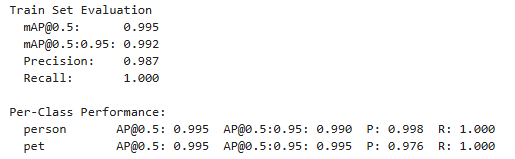 Train Set Evaluation
mAP@0.5: 0.995
mAP@0.5:0.95: 0.992
Precision: 0.987
Recall: 1.000
Per-Class Performance:
person AP@0.5: 0.995 AP@0.5:0.95: 0.990 P: 0.998 R: 1.000
pet AP@0.5: 0.995 AP@0.5:0.95: 0.995 P: 0.976 R: 1.000